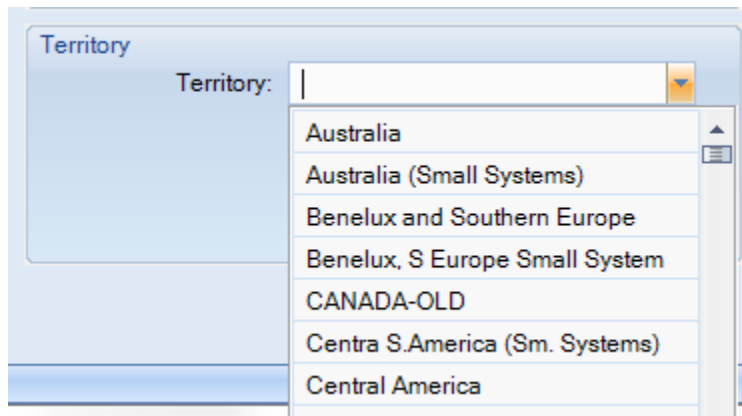 Territory
Territory:
Australia
Australia (Small Systems)
Benelux and Southern Europe
Benelux, S Europe Small System
CANADA-OLD
Centra S.America (Sm. Systems)
Central America